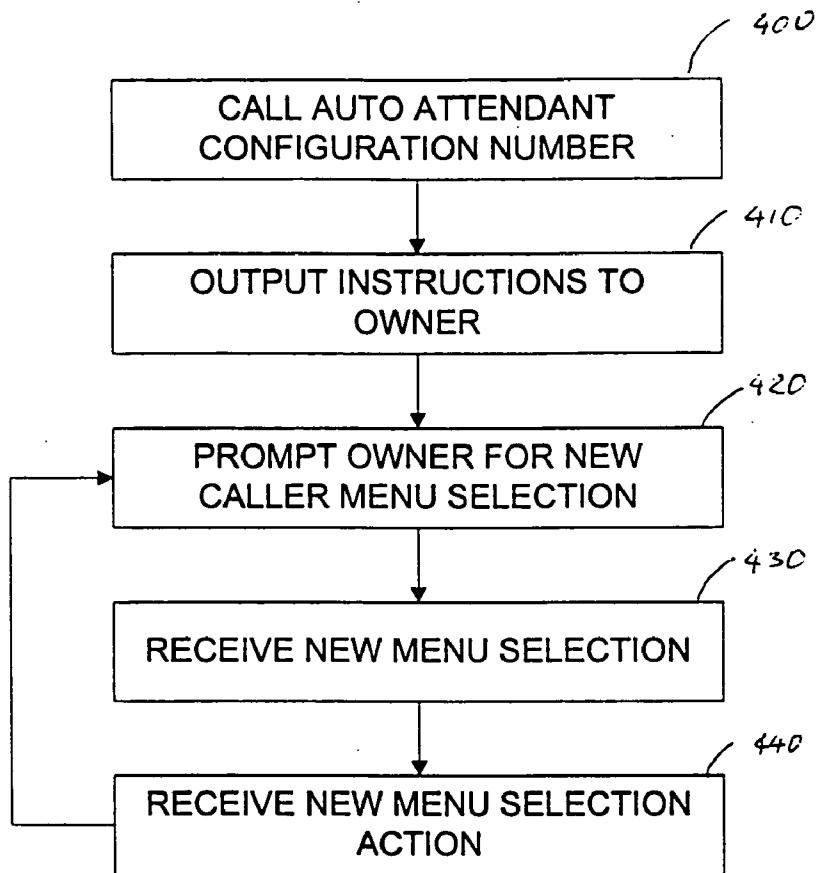 400
CALL AUTO ATTENDANT
CONFIGURATION NUMBER
410
OUTPUT INSTRUCTIONS TO
OWNER
420
PROMPT OWNER FOR NEW
CALLER MENU SELECTION
430
RECEIVE NEW MENU SELECTION
440
RECEIVE NEW MENU SELECTION
ACTION